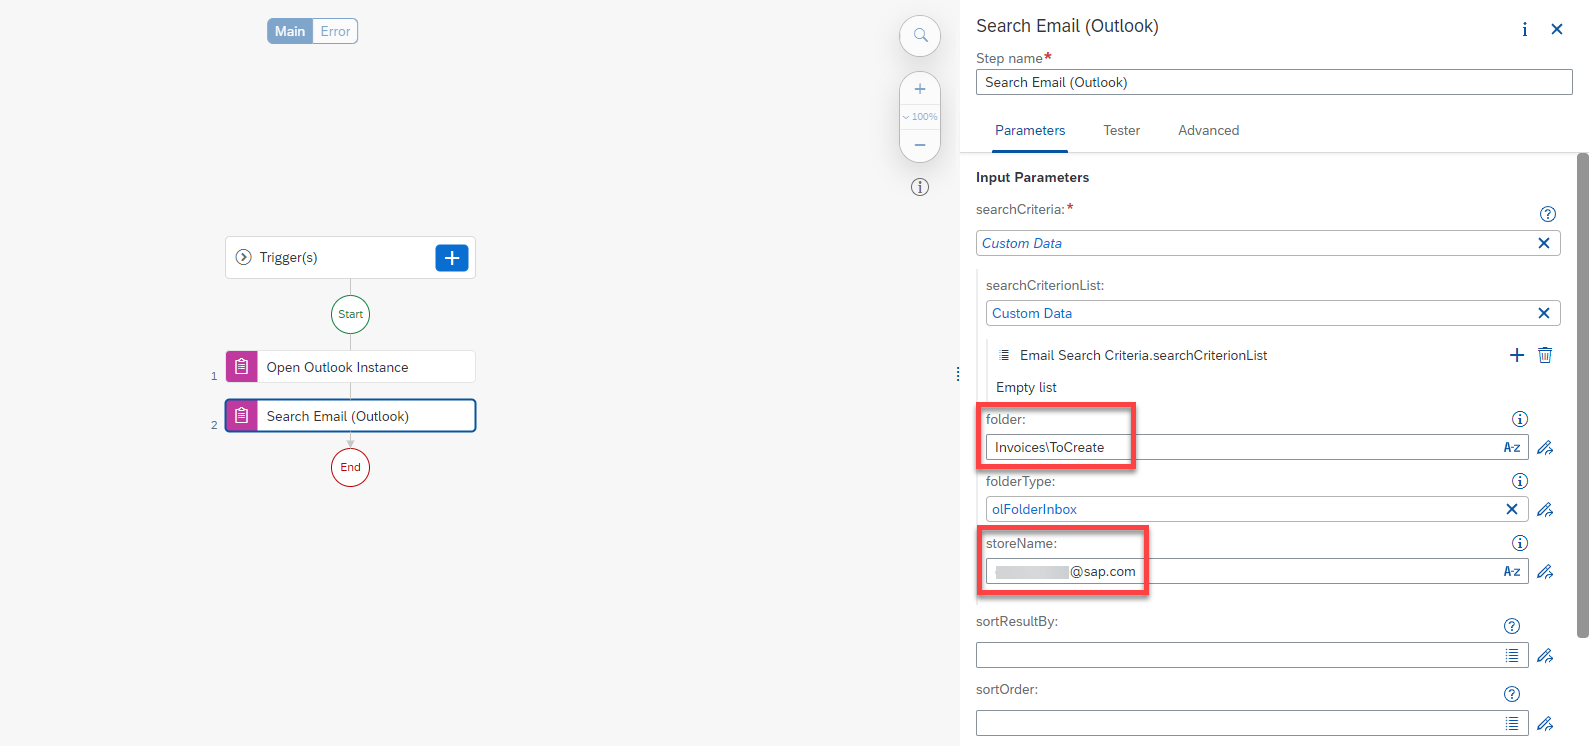 Main Error
100%
Trigger(s)
Start
1 Open Outlook Instance
2 Search Email (Outlook)
End
Search Email (Outlook)
Step name*
Search Email (Outlook)
Parameters Tester Advanced
Input Parameters
searchCriteria:*
Custom Data
searchCriterionList:
Custom Data
Email Search Criteria.searchCriterionList
Empty list
folder:
Invoices\ToCreate A-z
folderType:
olFolderInbox
storeName:
@sap.com A-z
sortResultBy:
sortOrder: